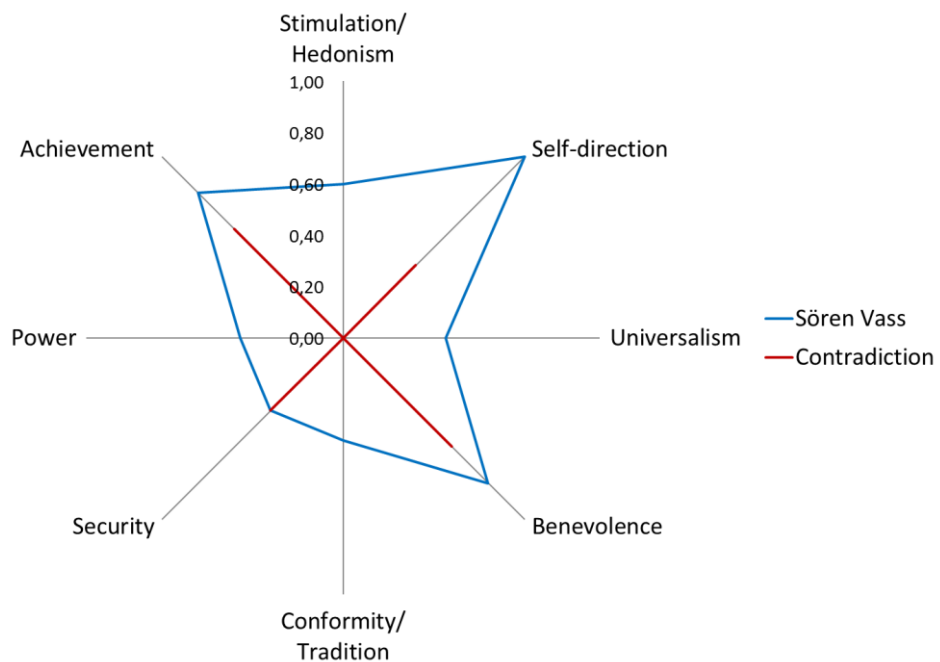 Stimulation/
Hedonism
1,00
0,80
Achievement
Self-direction
0,60
0,40
0,20
Power
0,00
Universalism
Sören Vass
Contradiction
Security
Benevolence
Conformity/
Tradition